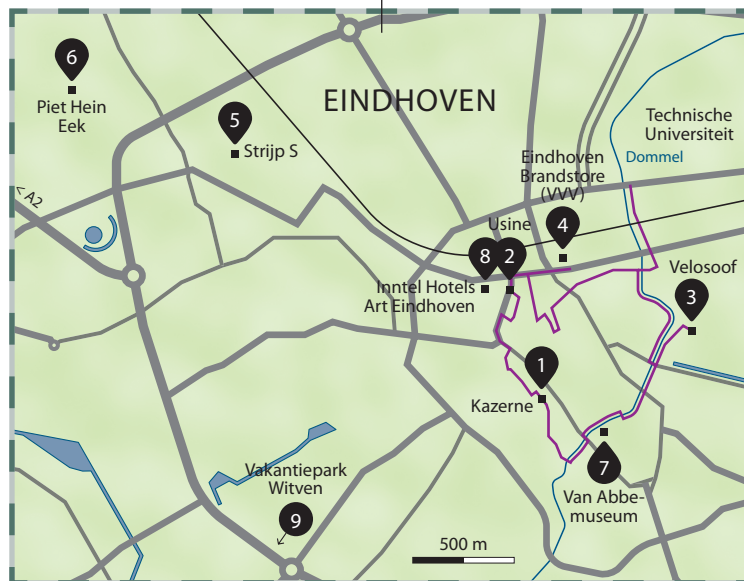 6
Piet Hein
Eek
5
Strijp S
EINDHOVEN
Technische
Universiteit
Dommel
Eindhoven
Brandstore
(VVV)
4
< A2
Usine
8
2
Inntel Hotels
Art Eindhoven
Velosoof
3
1
Kazerne
7
Van Abbe-
museum
Vakantiepark
Witven
9
500 m